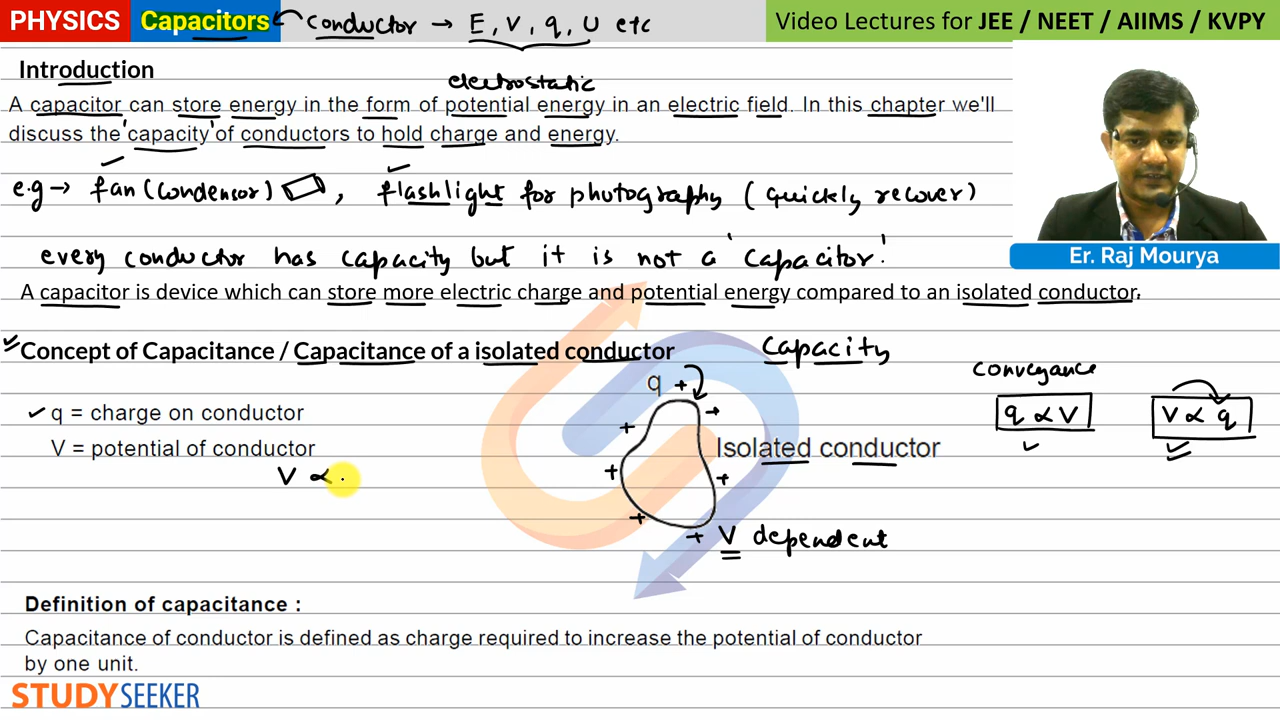 PHYSICS Capacitors Conductor → E, V, q, U etc Video Lectures for JEE / NEET / AIIMS / KVPY
Introduction
electrostatic
A capacitor can store energy in the form of potential energy in an electric field. In this chapter we'll
discuss the 'capacity' of conductors to hold charge and energy.
e.g → fan (Condensor) , flashlight for photography ( Quickly recover)
Er. Raj Mourya
every conductor has capacity but it is not a 'Capacitor'.
A capacitor is device which can store more electric charge and potential energy compared to an isolated conductor.
Concept of Capacitance / Capacitance of a isolated conductor Capacity
conveyance
q = charge on conductor
q
+
+
+
+
+
+
+
q ∝ V V ∝ q
V = potential of conductor
Isolated conductor
V ∝
V dependent
Definition of capacitance :
Capacitance of conductor is defined as charge required to increase the potential of conductor
by one unit.
STUDYSEEKER